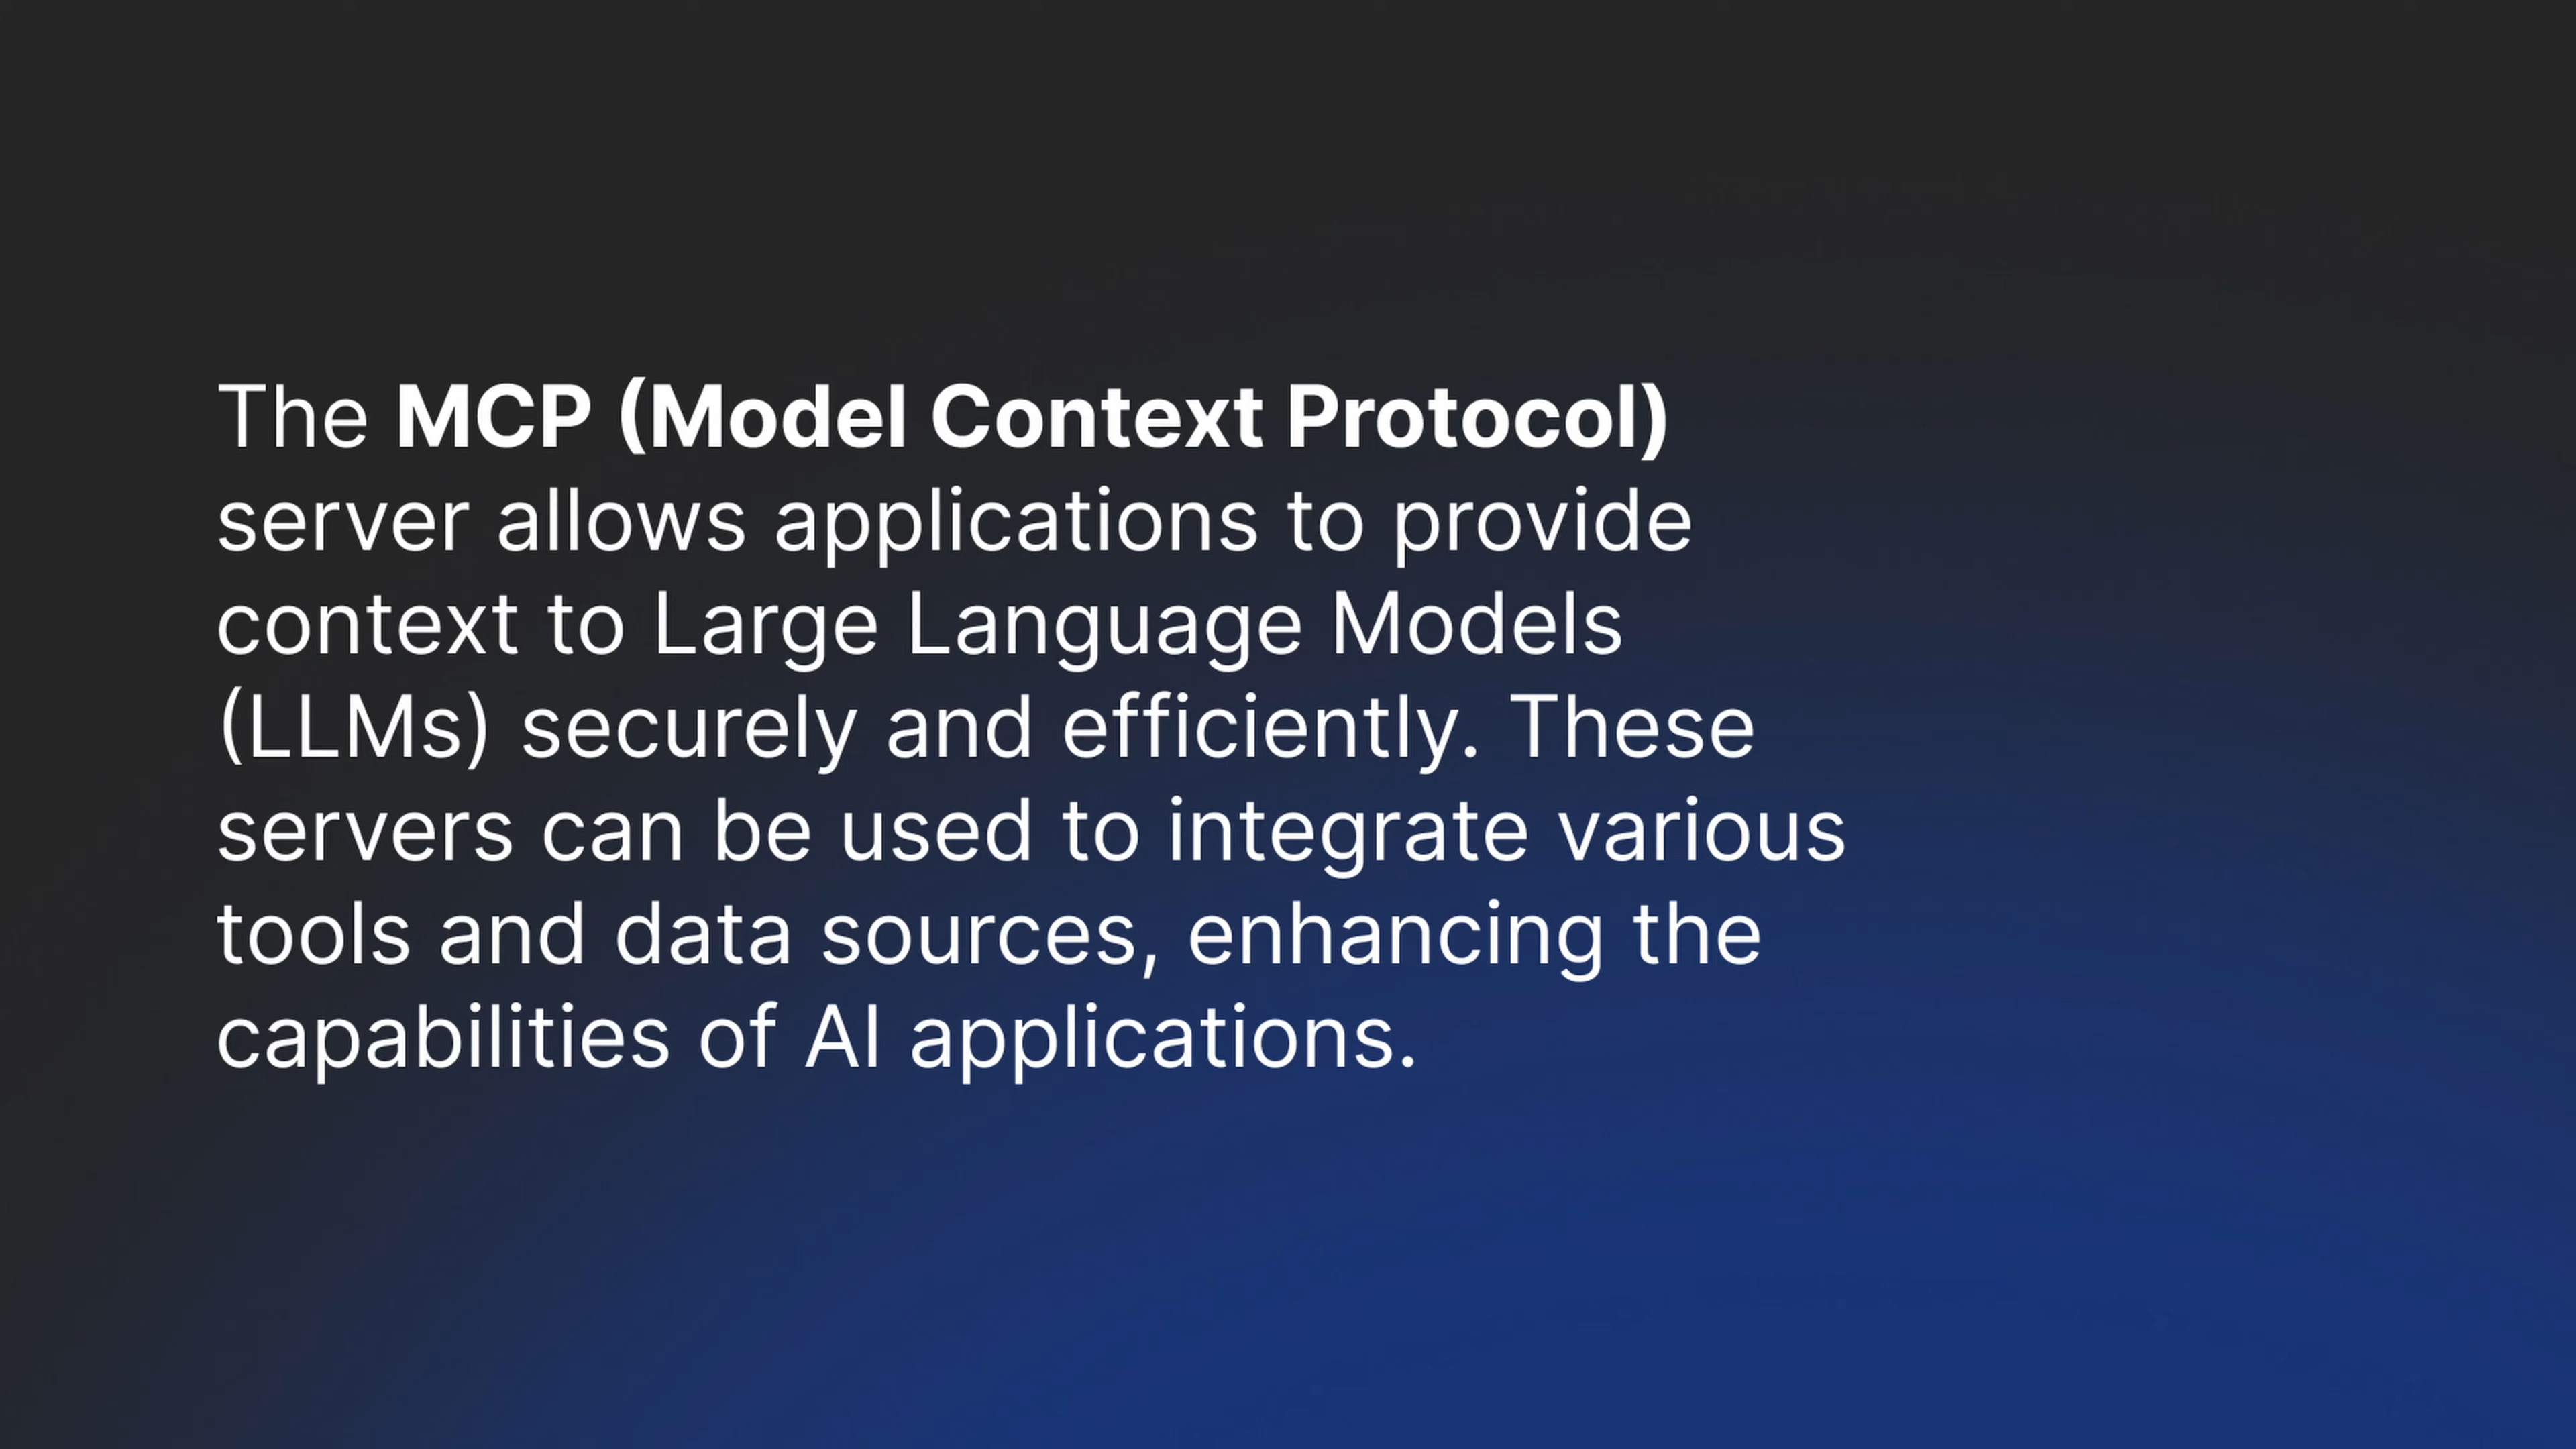 The MCP (Model Context Protocol)
server allows applications to provide
context to Large Language Models
(LLMs) securely and efficiently. These
servers can be used to integrate various
tools and data sources, enhancing the
capabilities of AI applications.